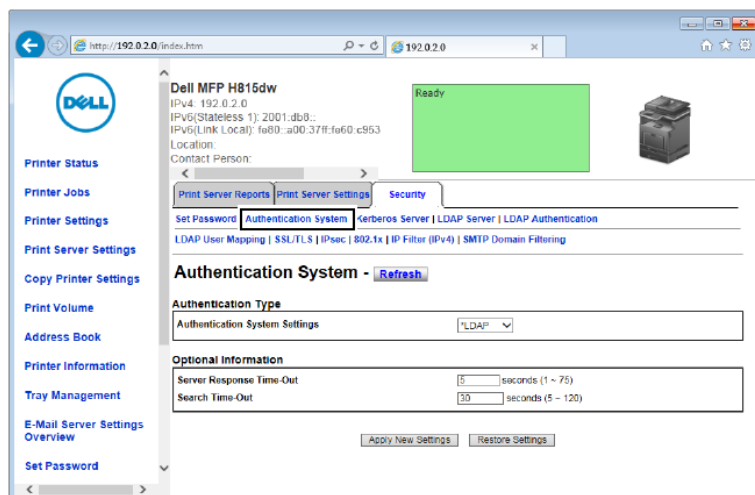 http://192.0.2.0/index.htm
192.0.2.0
DELL
Dell MFP H815dw
IPv4: 192.0.2.0
IPv6(Stateless 1): 2001:db8::
IPv6(Link Local): fe80::a00:37ff:fe60:c953
Location:
Contact Person:
Ready
Printer Status
Printer Jobs
Printer Settings
Print Server Settings
Copy Printer Settings
Print Volume
Address Book
Printer Information
Tray Management
E-Mail Server Settings
Overview
Set Password
Print Server Reports Print Server Settings Security
Set Password Authentication System Kerberos Server | LDAP Server | LDAP Authentication
LDAP User Mapping | SSL/TLS | IPsec | 802.1x | IP Filter (IPv4) | SMTP Domain Filtering
Authentication System - Refresh
Authentication Type
Authentication System Settings *LDAP
Optional Information
Server Response Time-Out 5 seconds (1 ~ 75)
Search Time-Out 30 seconds (5 ~ 120)
Apply New Settings Restore Settings